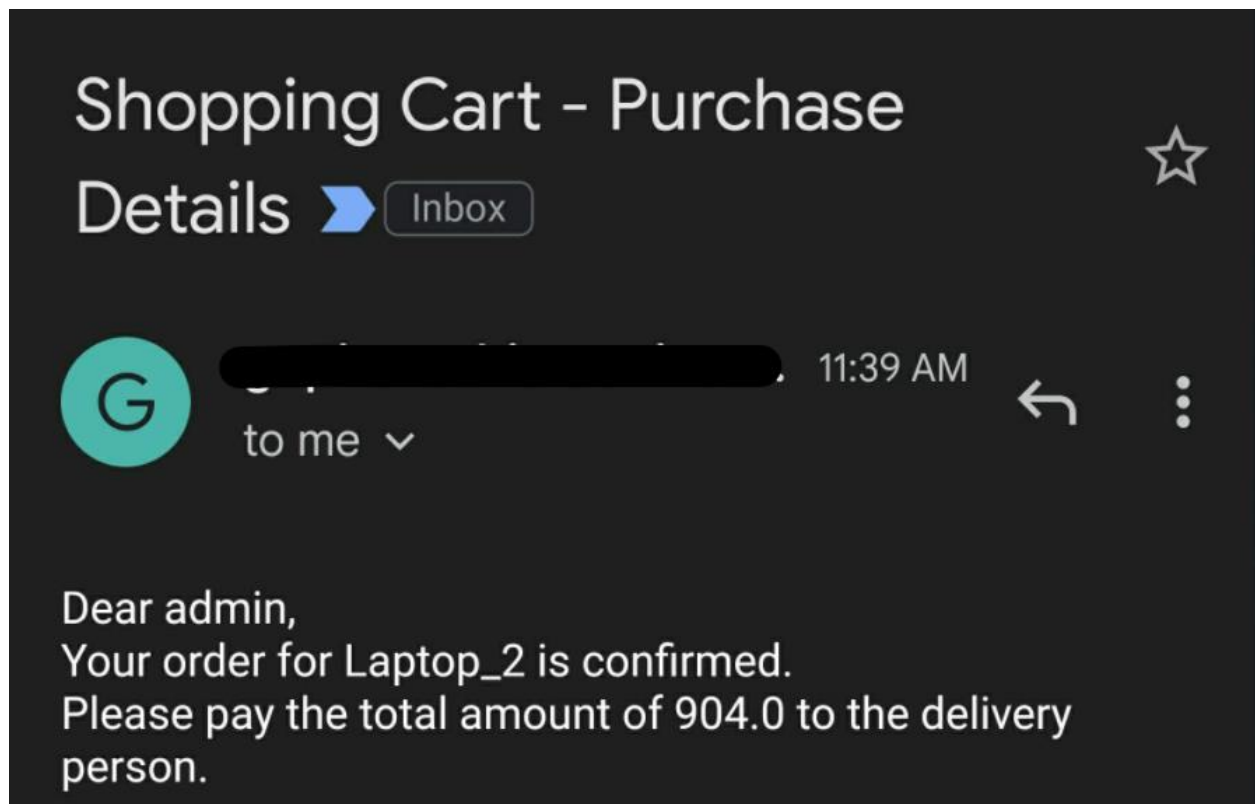 Shopping Cart - Purchase
Details Inbox
G
11:39 AM
to me
Dear admin,
Your order for Laptop_2 is confirmed.
Please pay the total amount of 904.0 to the delivery
person.